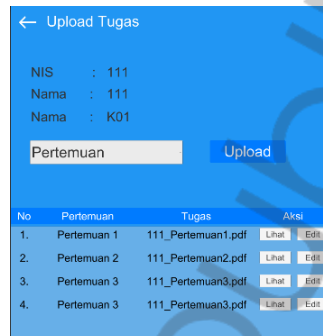 ← Upload Tugas
NIS : 111
Nama : 111
Nama : K01
Pertemuan Upload
No Pertemuan Tugas Aksi
1. Pertemuan 1 111_Pertemuan1.pdf Lihat Edit
2. Pertemuan 2 111_Pertemuan2.pdf Lihat Edit
3. Pertemuan 3 111_Pertemuan3.pdf Lihat Edit
4. Pertemuan 3 111_Pertemuan3.pdf Lihat Edit